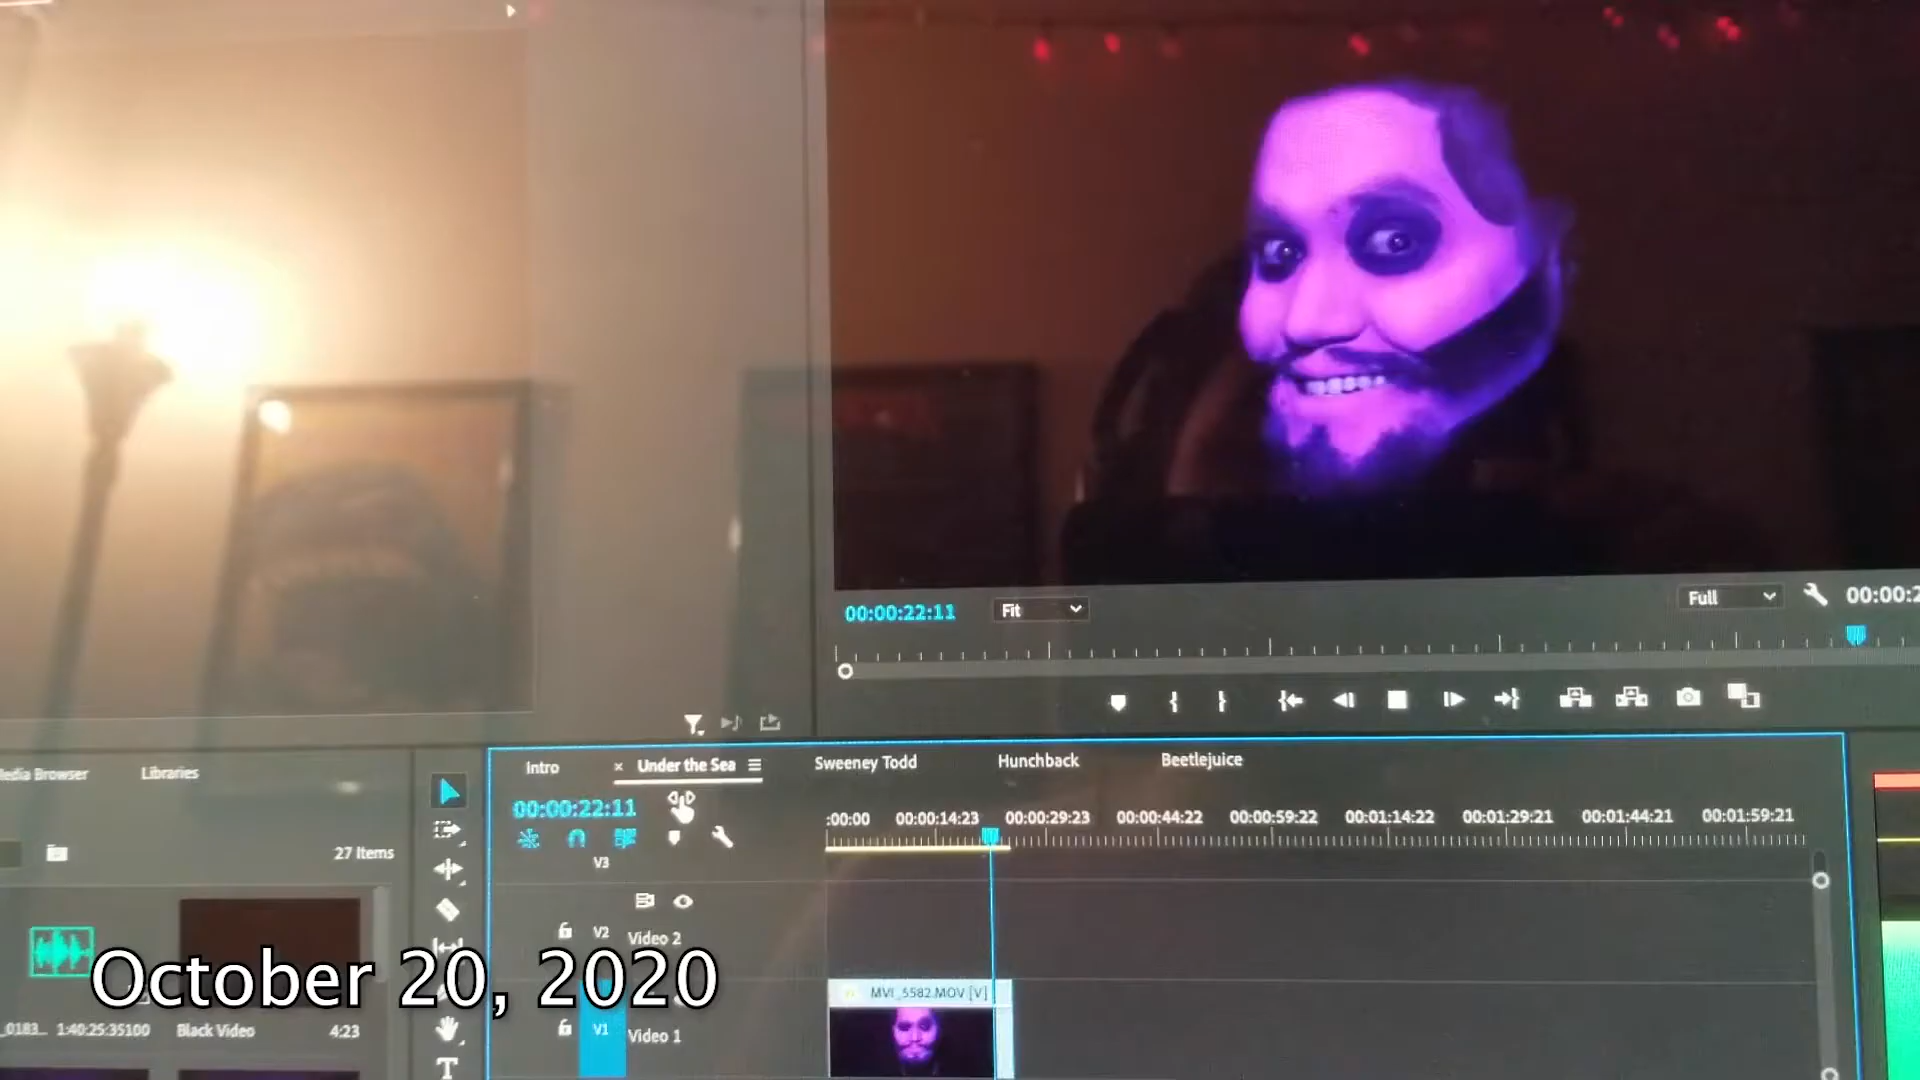 00:00:22:11
Fit
Full
00:00:2
Media Browser
Libraries
Intro
Under the Sea
Sweeney Todd
Hunchback
Beetlejuice
00:00:22:11
:00:00
00:00:14:23
00:00:29:23
00:00:44:22
00:00:59:22
00:01:14:22
00:01:29:21
00:01:44:21
00:01:59:21
27 Items
V3
V2
Video 2
October 20, 2020
MVI_5582.MOV [V]
_0183...
1:40:25:35100
Black Video
4:23
V1
Video 1